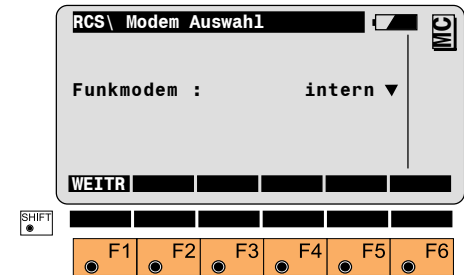 RCS\ Modem Auswahl
MC
Funkmodem : intern ▼
WEITR
SHIFT
F1 F2 F3 F4 F5 F6